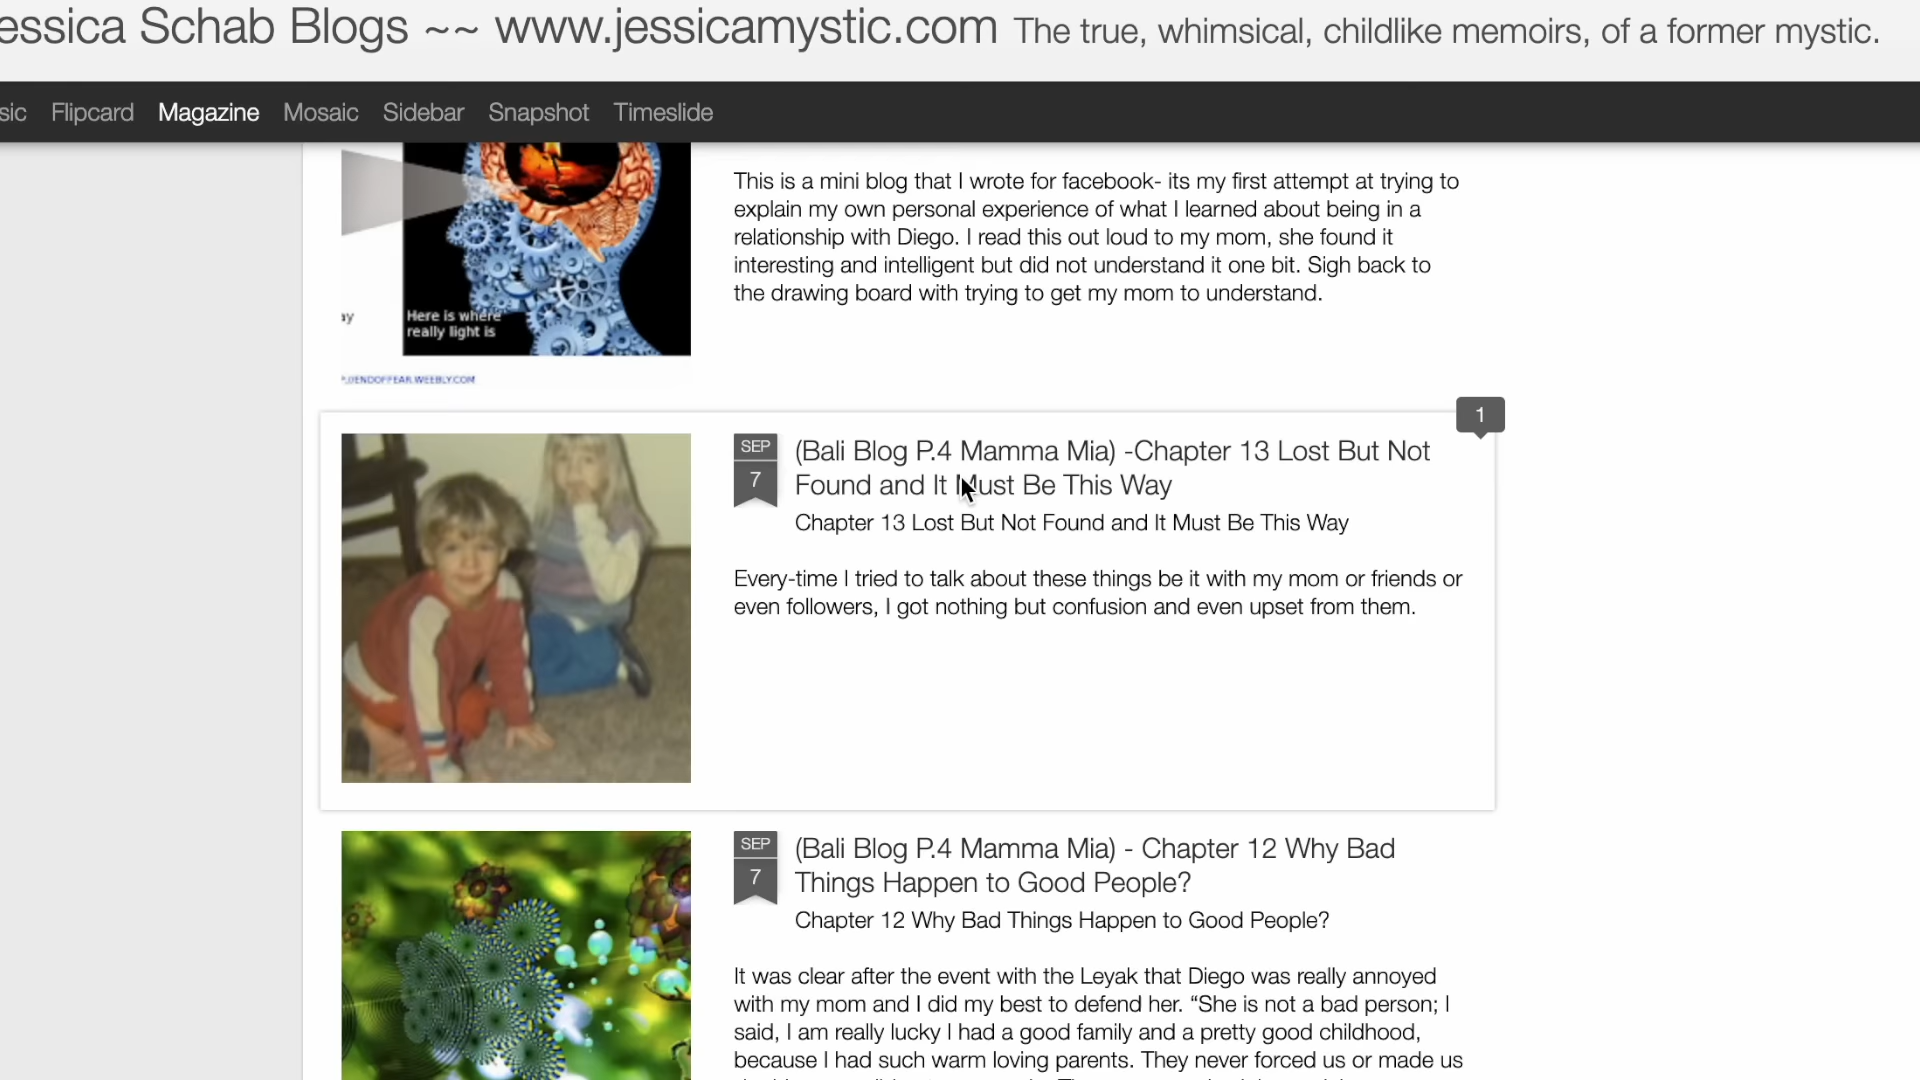 essica Schab Blogs ~~ www.jessicamystic.com The true, whimsical, childlike memoirs, of a former mystic.
sic Flipcard Magazine Mosaic Sidebar Snapshot Timeslide
This is a mini blog that I wrote for facebook- its my first attempt at trying to
explain my own personal experience of what I learned about being in a
relationship with Diego. I read this out loud to my mom, she found it
interesting and intelligent but did not understand it one bit. Sigh back to
the drawing board with trying to get my mom to understand.
ay
Here is where
really light is
ENDOFFEAR.WEEBLY.COM
1
SEP
7
(Bali Blog P.4 Mamma Mia) -Chapter 13 Lost But Not
Found and It Must Be This Way
Chapter 13 Lost But Not Found and It Must Be This Way
Every-time I tried to talk about these things be it with my mom or friends or
even followers, I got nothing but confusion and even upset from them.
SEP
7
(Bali Blog P.4 Mamma Mia) - Chapter 12 Why Bad
Things Happen to Good People?
Chapter 12 Why Bad Things Happen to Good People?
It was clear after the event with the Leyak that Diego was really annoyed
with my mom and I did my best to defend her. “She is not a bad person; I
said, I am really lucky I had a good family and a pretty good childhood,
because I had such warm loving parents. They never forced us or made us